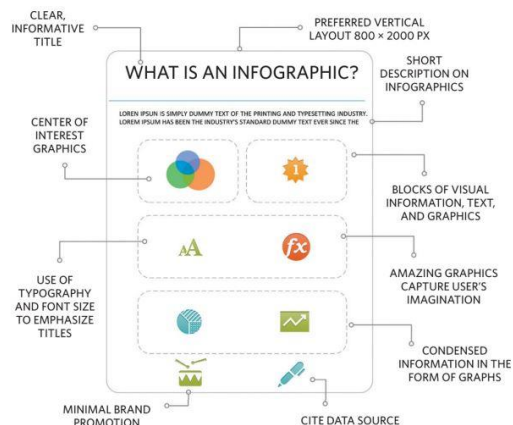 CLEAR,
INFORMATIVE
TITLE
PREFERRED VERTICAL
LAYOUT 800 × 2000 PX
WHAT IS AN INFOGRAPHIC?
SHORT
DESCRIPTION ON
INFOGRAPHICS
LOREN IPSUN IS SIMPLY DUMMY TEXT OF THE PRINTING AND TYPESETTING INDUSTRY.
LOREM IPSUM HAS BEEN THE INDUSTRY'S STANDARD DUMMY TEXT EVER SINCE THE
CENTER OF
INTEREST
GRAPHICS
i
BLOCKS OF VISUAL
INFORMATION, TEXT,
AND GRAPHICS
AA
fx
USE OF
TYPOGRAPHY
AND FONT SIZE
TO EMPHASIZE
TITLES
AMAZING GRAPHICS
CAPTURE USER'S
IMAGINATION
CONDENSED
INFORMATION IN THE
FORM OF GRAPHS
MINIMAL BRAND
PROMOTION
CITE DATA SOURCE